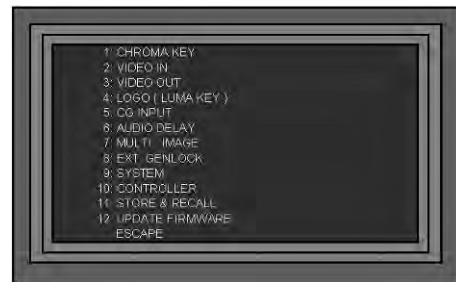 1: CHROMA KEY
2: VIDEO IN
3: VIDEO OUT
4: LOGO ( LUMA KEY )
5: CG INPUT
6: AUDIO DELAY
7: MULTI IMAGE
8: EXT. GENLOCK
9: SYSTEM
10: CONTROLLER
11: STORE & RECALL
12: UPDATE FIRMWARE
ESCAPE